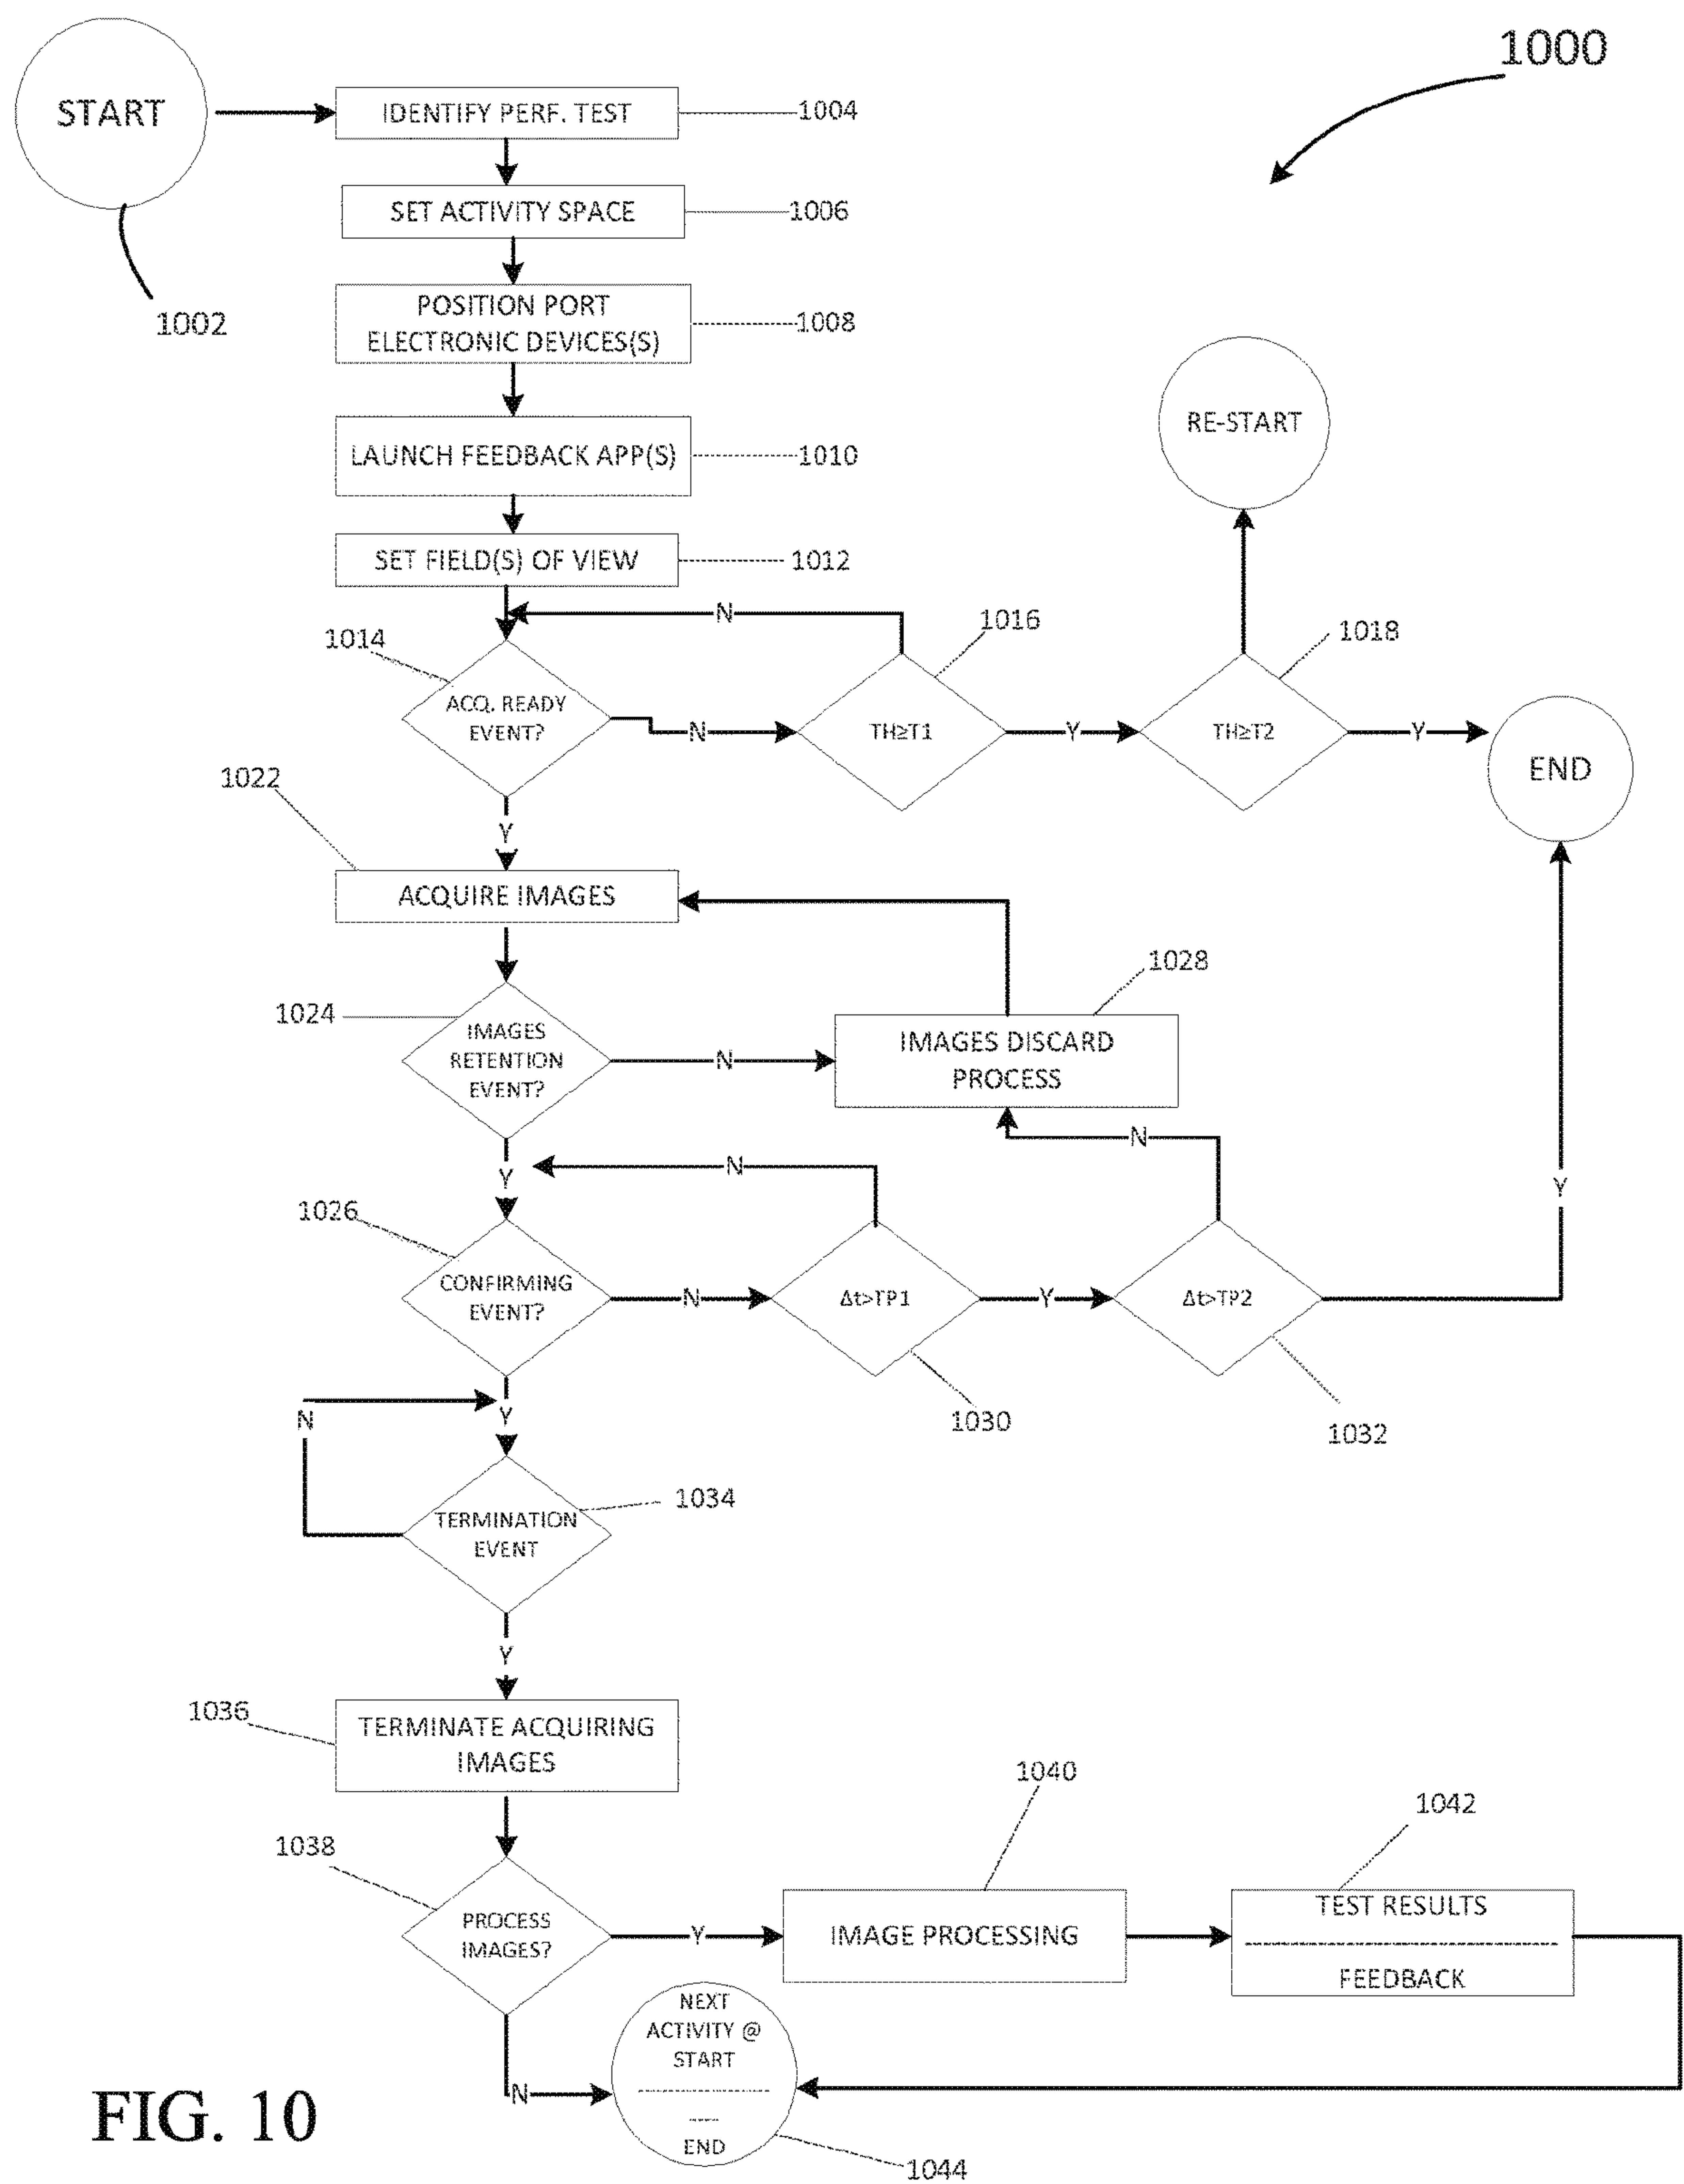 1000
START
1002
IDENTIFY PERF. TEST
1004
SET ACTIVITY SPACE
1006
POSITION PORT
ELECTRONIC DEVICES(S)
1008
LAUNCH FEEDBACK APP(S)
1010
RE-START
SET FIELD(S) OF VIEW
1012
N
1014
1016
1018
ACQ. READY
EVENT?
N
TH≥T1
Y
TH≥T2
Y
END
1022
Y
ACQUIRE IMAGES
1028
1024
IMAGES
RETENTION
EVENT?
N
IMAGES DISCARD
PROCESS
N
Y
N
Y
1026
CONFIRMING
EVENT?
N
Δt>TP1
Y
Δt>TP2
1030
1032
N
Y
1034
TERMINATION
EVENT
Y
1036
TERMINATE ACQUIRING
IMAGES
1040
1042
1038
PROCESS
IMAGES?
Y
IMAGE PROCESSING
TEST RESULTS
FEEDBACK
N
NEXT
ACTIVITY @
START
END
1044
FIG. 10